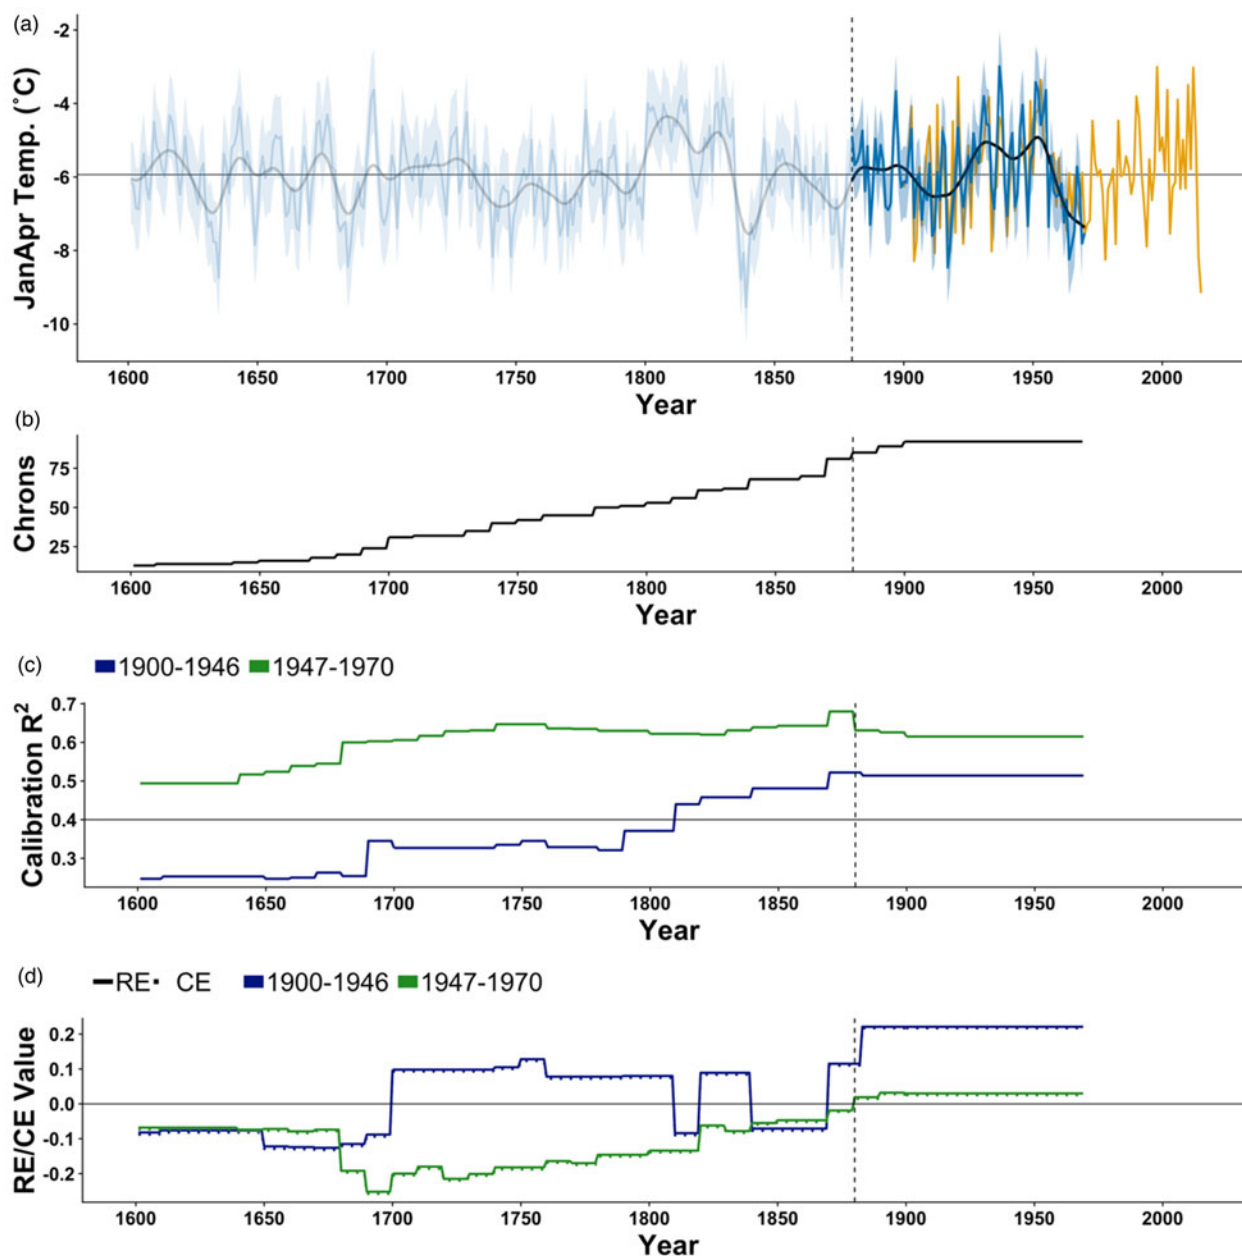 (a)
JanApr Temp. (°C)
-2
-4
-6
-8
-10
1600 1650 1700 1750 1800 1850 1900 1950 2000
Year
(b)
Chrons
75
50
25
1600 1650 1700 1750 1800 1850 1900 1950 2000
Year
(c)
1900-1946 1947-1970
Calibration R²
0.7
0.6
0.5
0.4
0.3
1600 1650 1700 1750 1800 1850 1900 1950 2000
Year
(d)
RE CE 1900-1946 1947-1970
RE/CE Value
0.2
0.1
0.0
-0.1
-0.2
1600 1650 1700 1750 1800 1850 1900 1950 2000
Year